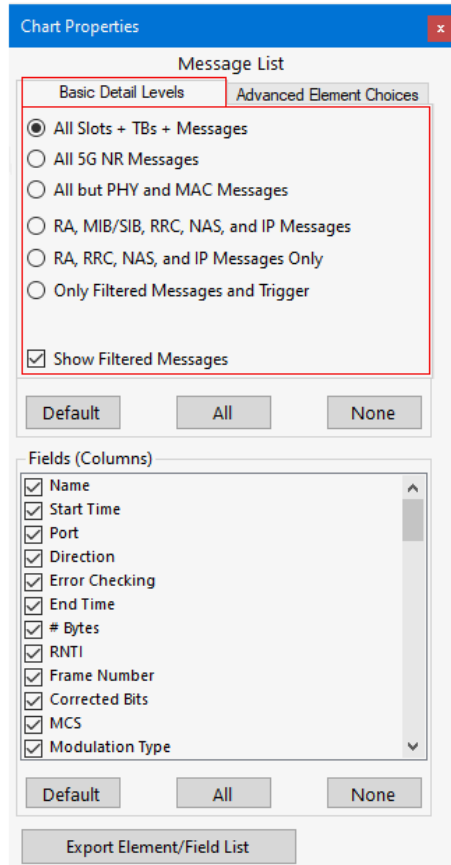 Chart Properties
x
Message List
Basic Detail Levels
Advanced Element Choices
All Slots + TBs + Messages
All 5G NR Messages
All but PHY and MAC Messages
RA, MIB/SIB, RRC, NAS, and IP Messages
RA, RRC, NAS, and IP Messages Only
Only Filtered Messages and Trigger
Show Filtered Messages
Default All None
Fields (Columns)
Name
Start Time
Port
Direction
Error Checking
End Time
# Bytes
RNTI
Frame Number
Corrected Bits
MCS
Modulation Type
Default All None
Export Element/Field List